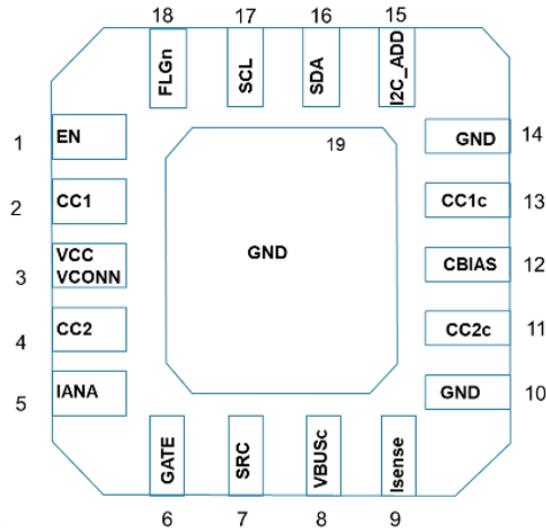 18 17 16 15
FLGn SCL SDA I2C_ADD
1 EN 19 GND 14
2 CC1 CC1c 13
3 VCC
VCONN GND CBIAS 12
4 CC2 CC2c 11
5 IANA GND 10
GATE SRC VBUSc Isense
6 7 8 9